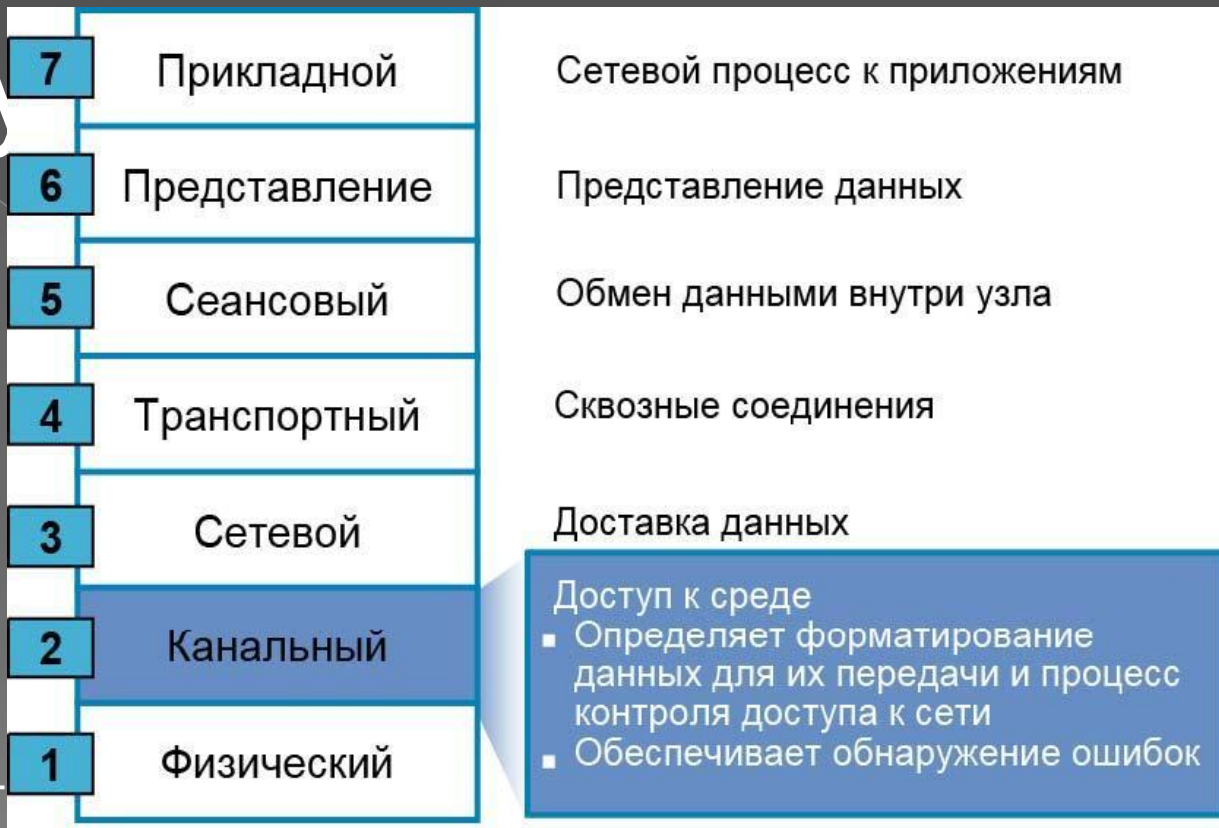 7 Прикладной Сетевой процесс к приложениям
6 Представление Представление данных
5 Сеансовый Обмен данными внутри узла
4 Транспортный Сквозные соединения
3 Сетевой Доставка данных
2 Канальный
Доступ к среде
▪ Определяет форматирование
данных для их передачи и процесс
контроля доступа к сети
▪ Обеспечивает обнаружение ошибок
1 Физический